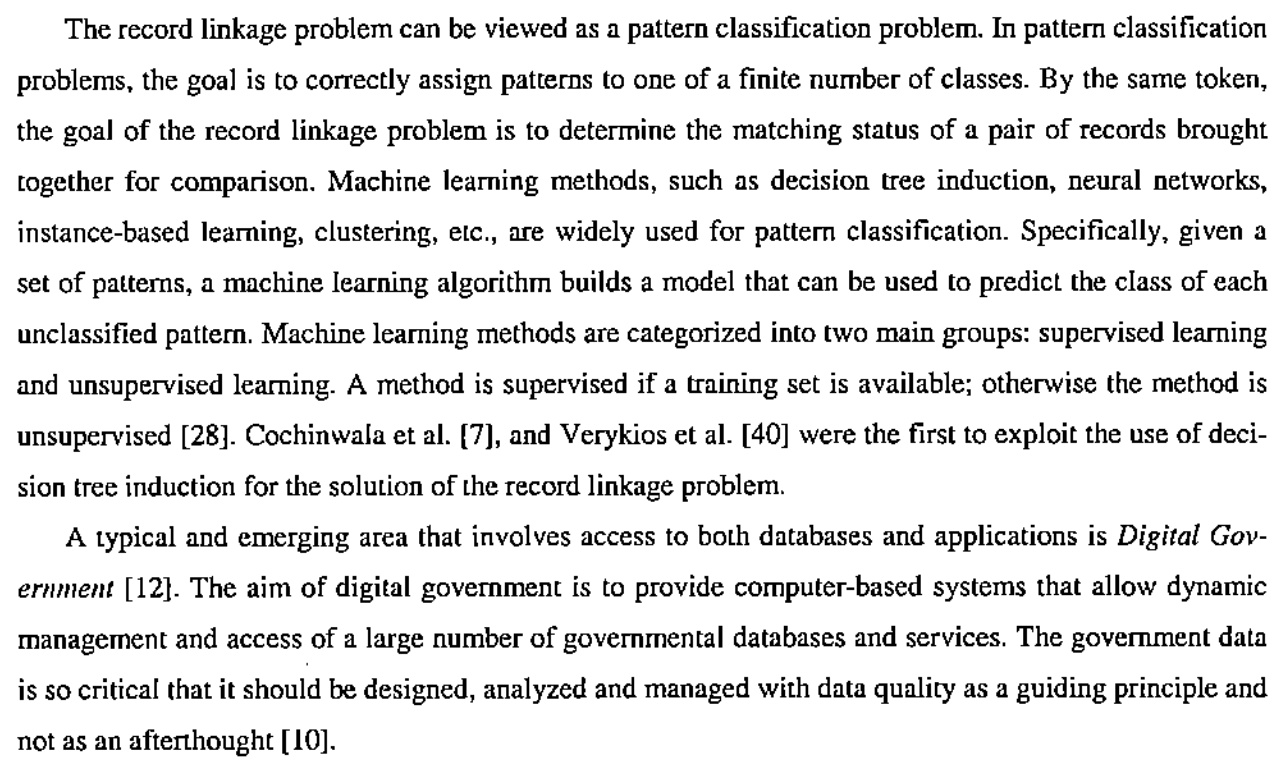 The record linkage problem can be viewed as a pattern classification problem. In pattern classification
problems, the goal is to correctly assign patterns to one of a finite number of classes. By the same token,
the goal of the record linkage problem is to determine the matching status of a pair of records brought
together for comparison. Machine learning methods, such as decision tree induction, neural networks,
instance-based learning, clustering, etc., are widely used for pattern classification. Specifically, given a
set of patterns, a machine learning algorithm builds a model that can be used to predict the class of each
unclassified pattern. Machine learning methods are categorized into two main groups: supervised learning
and unsupervised learning. A method is supervised if a training set is available; otherwise the method is
unsupervised [28]. Cochinwala et al. [7], and Verykios et al. [40] were the first to exploit the use of deci-
sion tree induction for the solution of the record linkage problem.
A typical and emerging area that involves access to both databases and applications is Digital Gov-
ernment [12]. The aim of digital government is to provide computer-based systems that allow dynamic
management and access of a large number of governmental databases and services. The government data
is so critical that it should be designed, analyzed and managed with data quality as a guiding principle and
not as an afterthought [10].